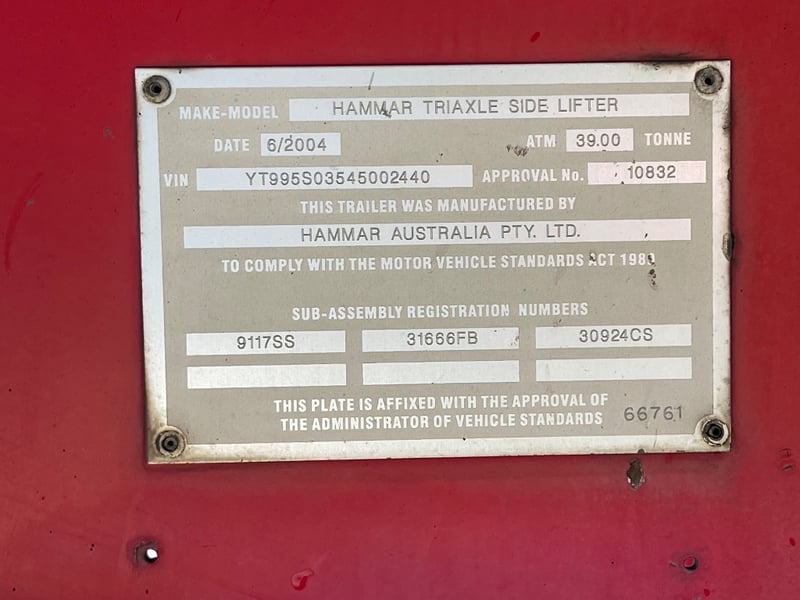 MAKE-MODEL HAMMAR TRIAXLE SIDE LIFTER
DATE 6/2004 ATM 39.00 TONNE
VIN YT995S03545002440 APPROVAL No. 10832
THIS TRAILER WAS MANUFACTURED BY
HAMMAR AUSTRALIA PTY. LTD.
TO COMPLY WITH THE MOTOR VEHICLE STANDARDS ACT 1989
SUB-ASSEMBLY REGISTRATION NUMBERS
9117SS 31666FB 30924CS
THIS PLATE IS AFFIXED WITH THE APPROVAL OF
THE ADMINISTRATOR OF VEHICLE STANDARDS 66761